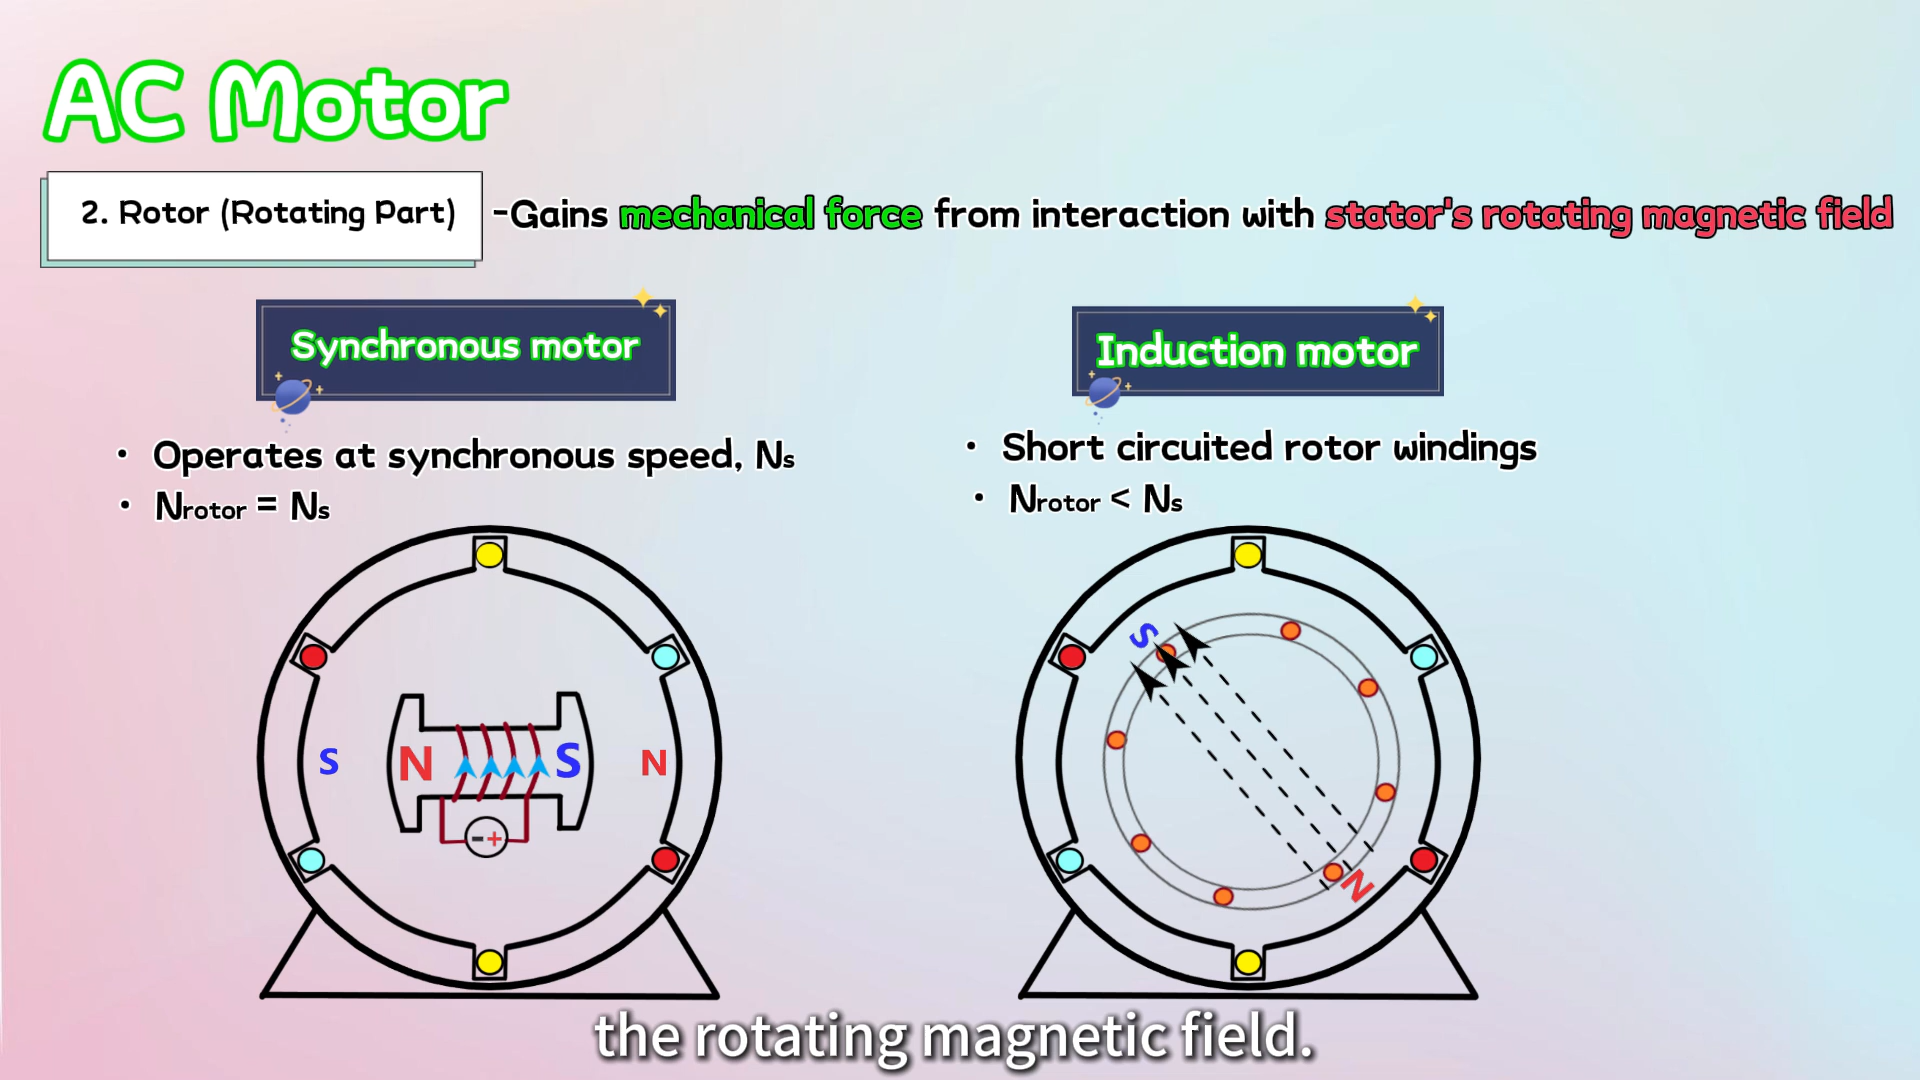 AC Motor
2. Rotor (Rotating Part)
-Gains mechanical force from interaction with stator's rotating magnetic field
Synchronous motor
• Operates at synchronous speed, Ns
• Nrotor = Ns
S N S N
- +
Induction motor
• Short circuited rotor windings
• Nrotor < Ns
S
N
the rotating magnetic field.